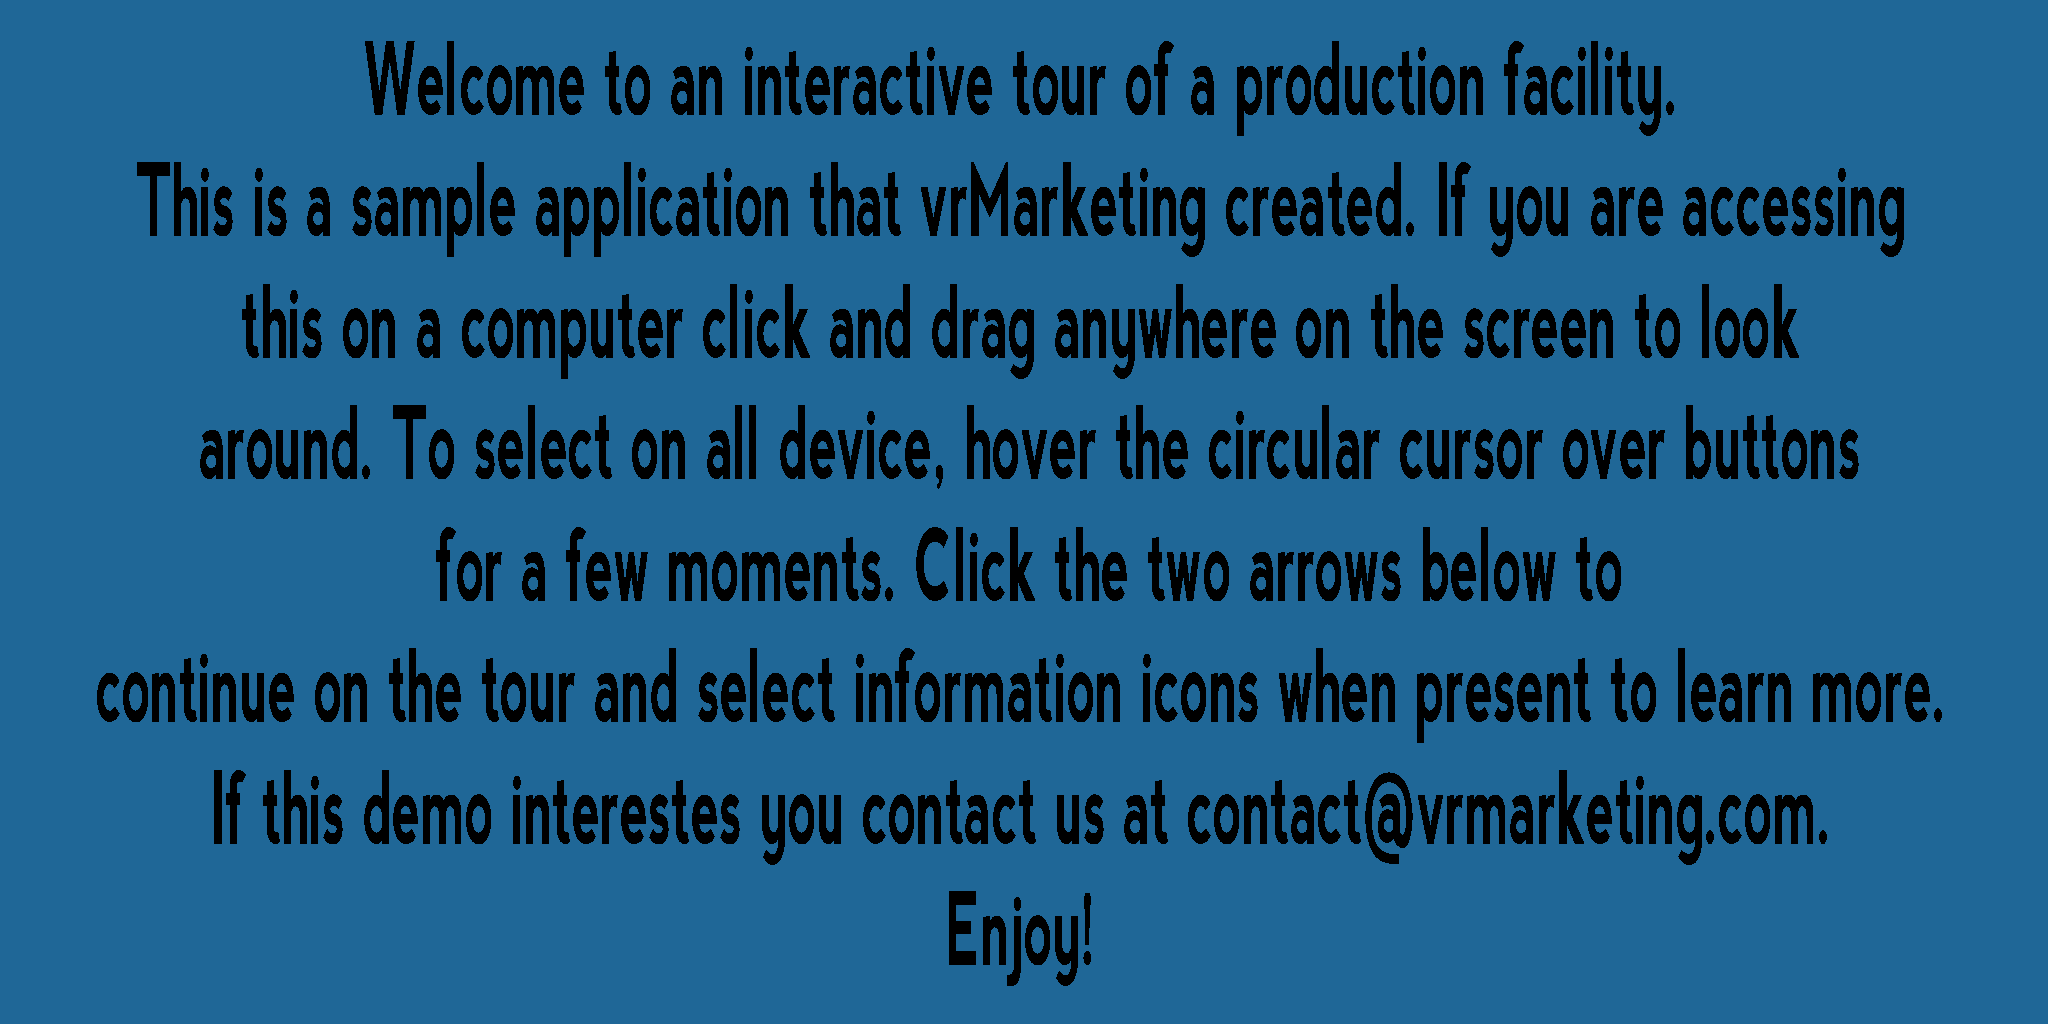 Welcome to an interactive tour of a production facility.
This is a sample application that vrMarketing created. If you are accessing
this on a computer click and drag anywhere on the screen to look
around. To select on all device, hover the circular cursor over buttons
for a few moments. Click the two arrows below to
continue on the tour and select information icons when present to learn more.
If this demo interestes you contact us at contact@vrmarketing.com.
Enjoy!